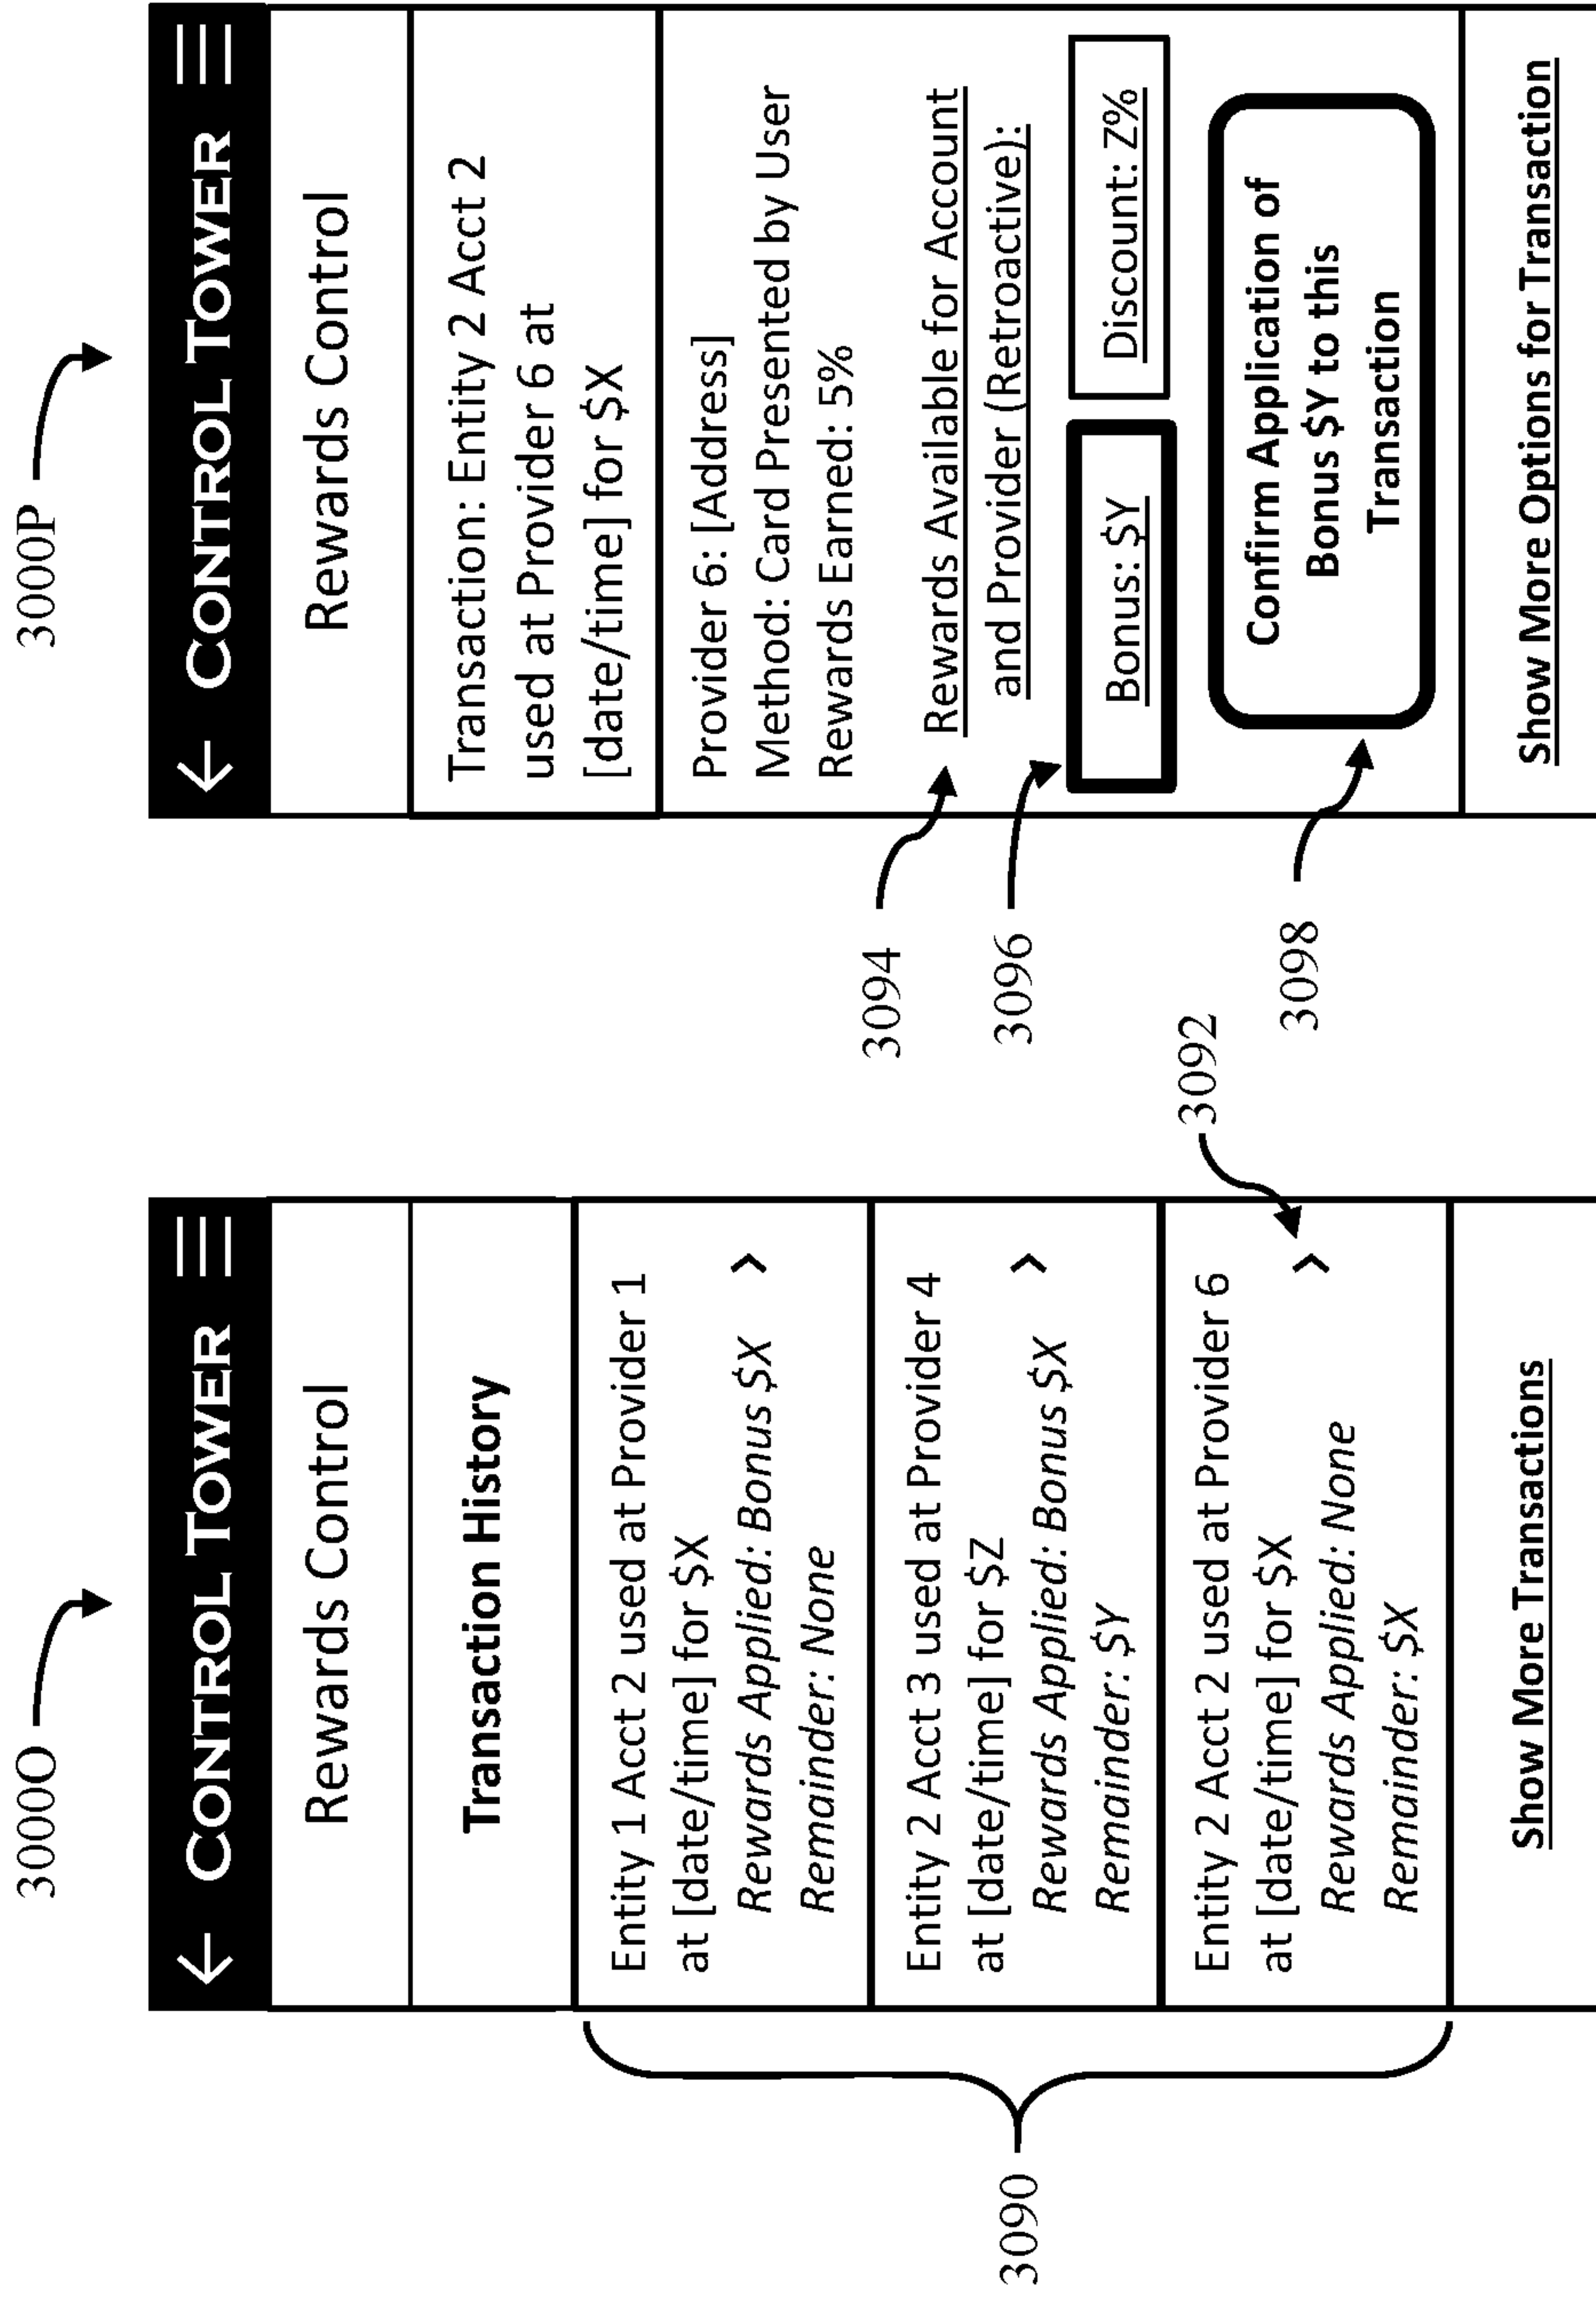 3000O
← CONTROL TOWER
Rewards Control
Transaction History
Entity 1 Acct 2 used at Provider 1
at [date/time] for $X
Rewards Applied: Bonus $X >
Remainder: None
Entity 2 Acct 3 used at Provider 4
at [date/time] for $Z
Rewards Applied: Bonus $X >
Remainder: $Y
Entity 2 Acct 2 used at Provider 6
at [date/time] for $X
Rewards Applied: None >
Remainder: $X
Show More Transactions
3090
3092
3000P
← CONTROL TOWER
Rewards Control
Transaction: Entity 2 Acct 2
used at Provider 6 at
[date/time] for $X
Provider 6: [Address]
Method: Card Presented by User
Rewards Earned: 5%
Rewards Available for Account
and Provider (Retroactive):
Bonus: $Y
Discount: Z%
Confirm Application of
Bonus $Y to this
Transaction
Show More Options for Transaction
3094
3096
3098